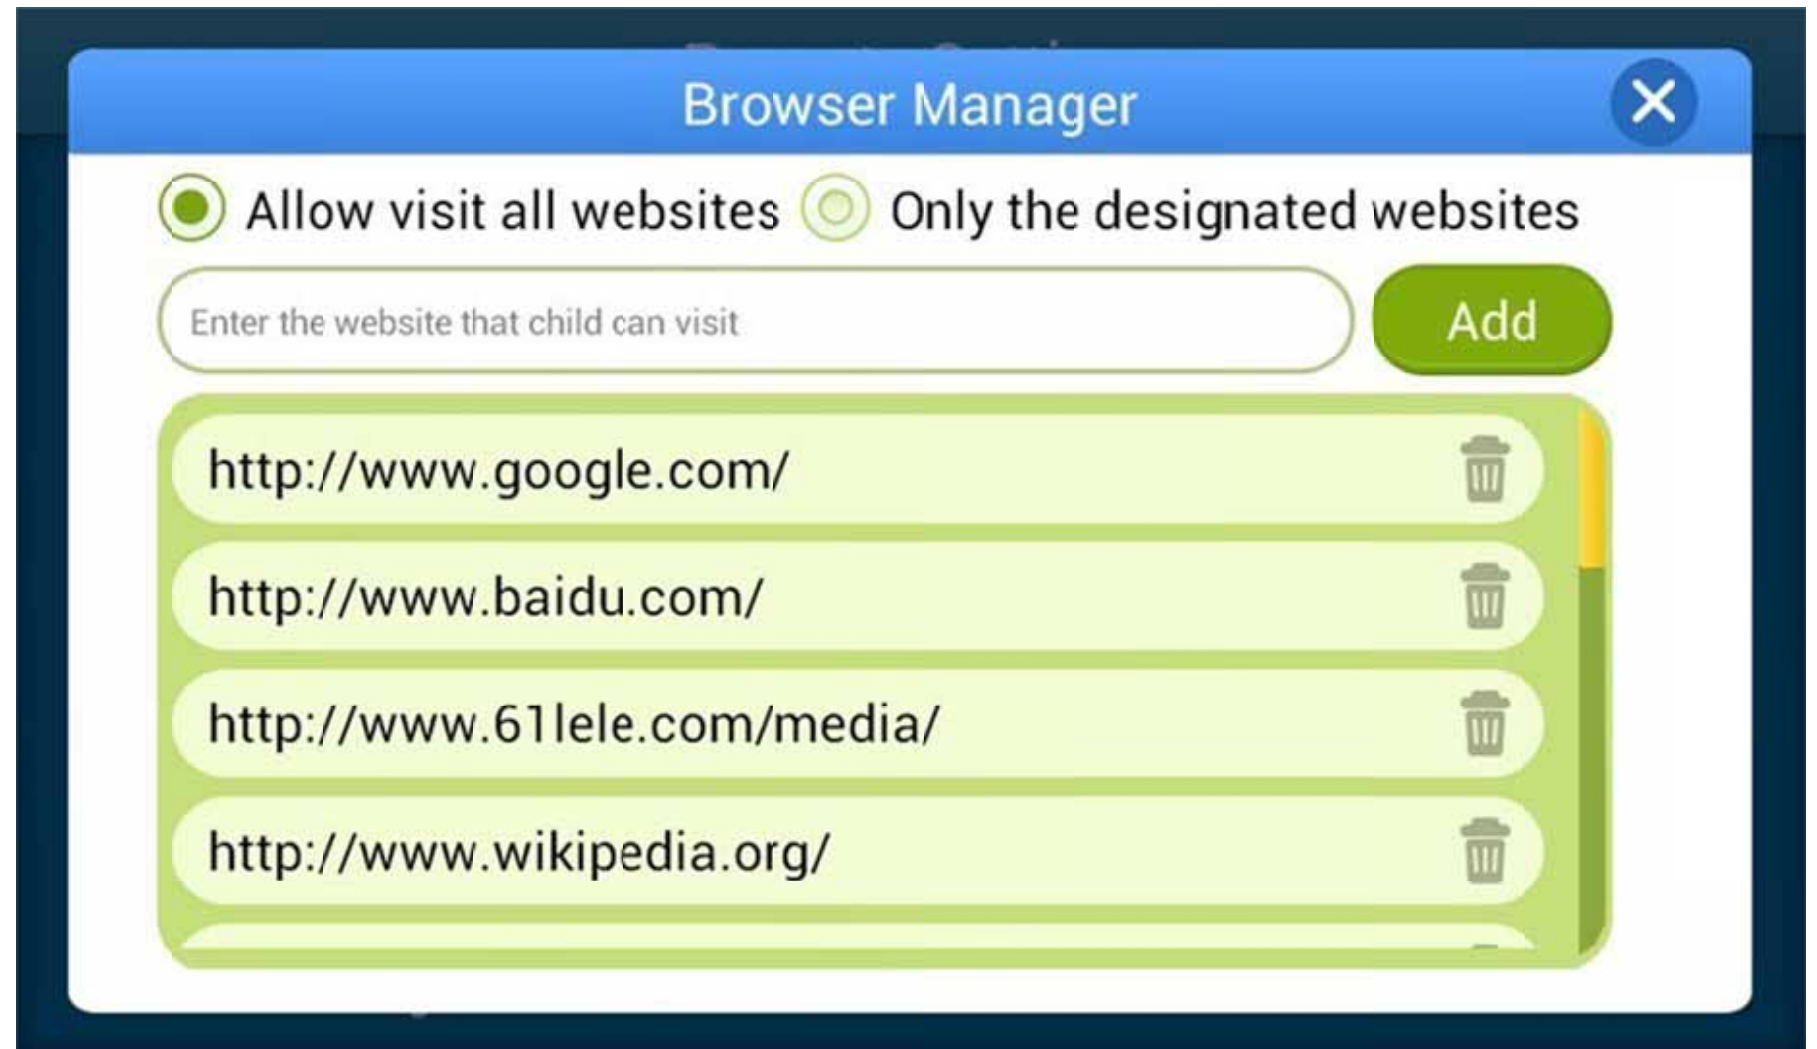 Browser Manager
Allow visit all websites Only the designated websites
Enter the website that child can visit Add
http://www.google.com/
http://www.baidu.com/
http://www.61lele.com/media/
http://www.wikipedia.org/